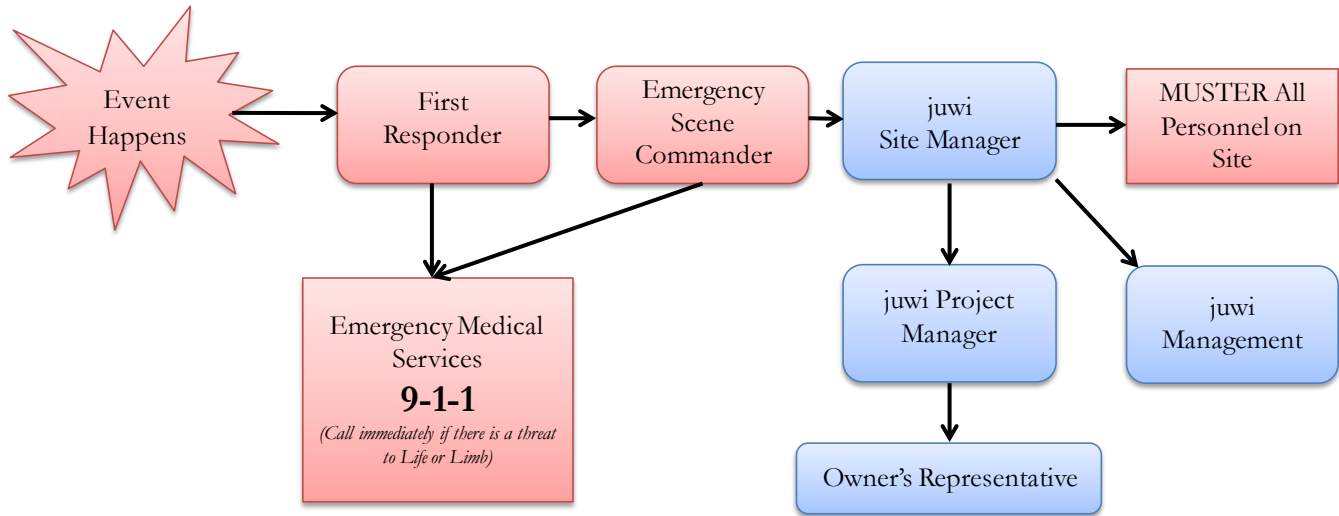 Event
Happens
First
Responder
Emergency
Scene
Commander
juwi
Site Manager
MUSTER All
Personnel on
Site
Emergency Medical
Services
9-1-1
(Call immediately if there is a threat
to Life or Limb)
juwi Project
Manager
juwi
Management
Owner's Representative